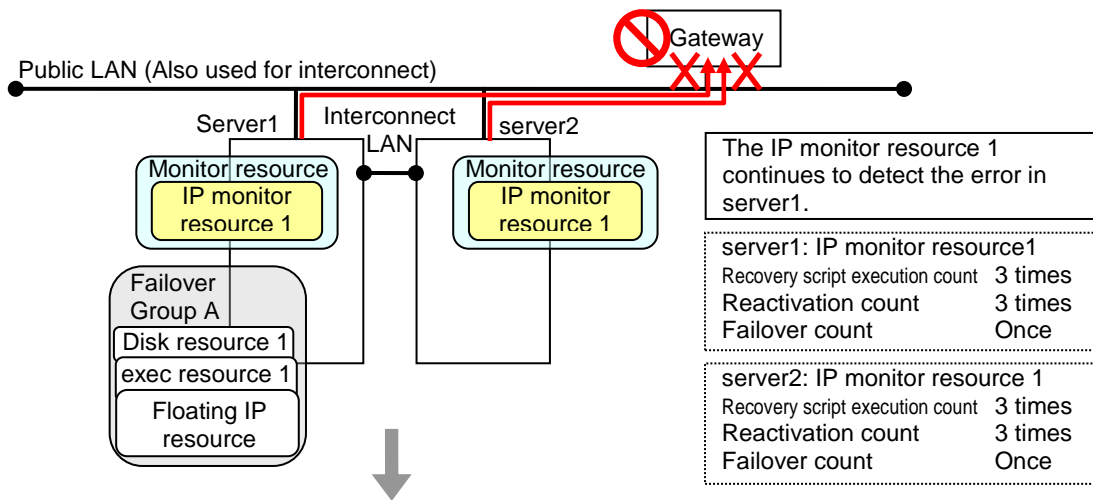 Gateway
Public LAN (Also used for interconnect)
Server1
Interconnect
LAN
server2
Monitor resource
IP monitor
resource 1
Monitor resource
IP monitor
resource 1
The IP monitor resource 1
continues to detect the error in
server1.
server1: IP monitor resource1
Recovery script execution count 3 times
Reactivation count 3 times
Failover count Once
Failover
Group A
Disk resource 1
exec resource 1
Floating IP
resource
server2: IP monitor resource 1
Recovery script execution count 3 times
Reactivation count 3 times
Failover count Once